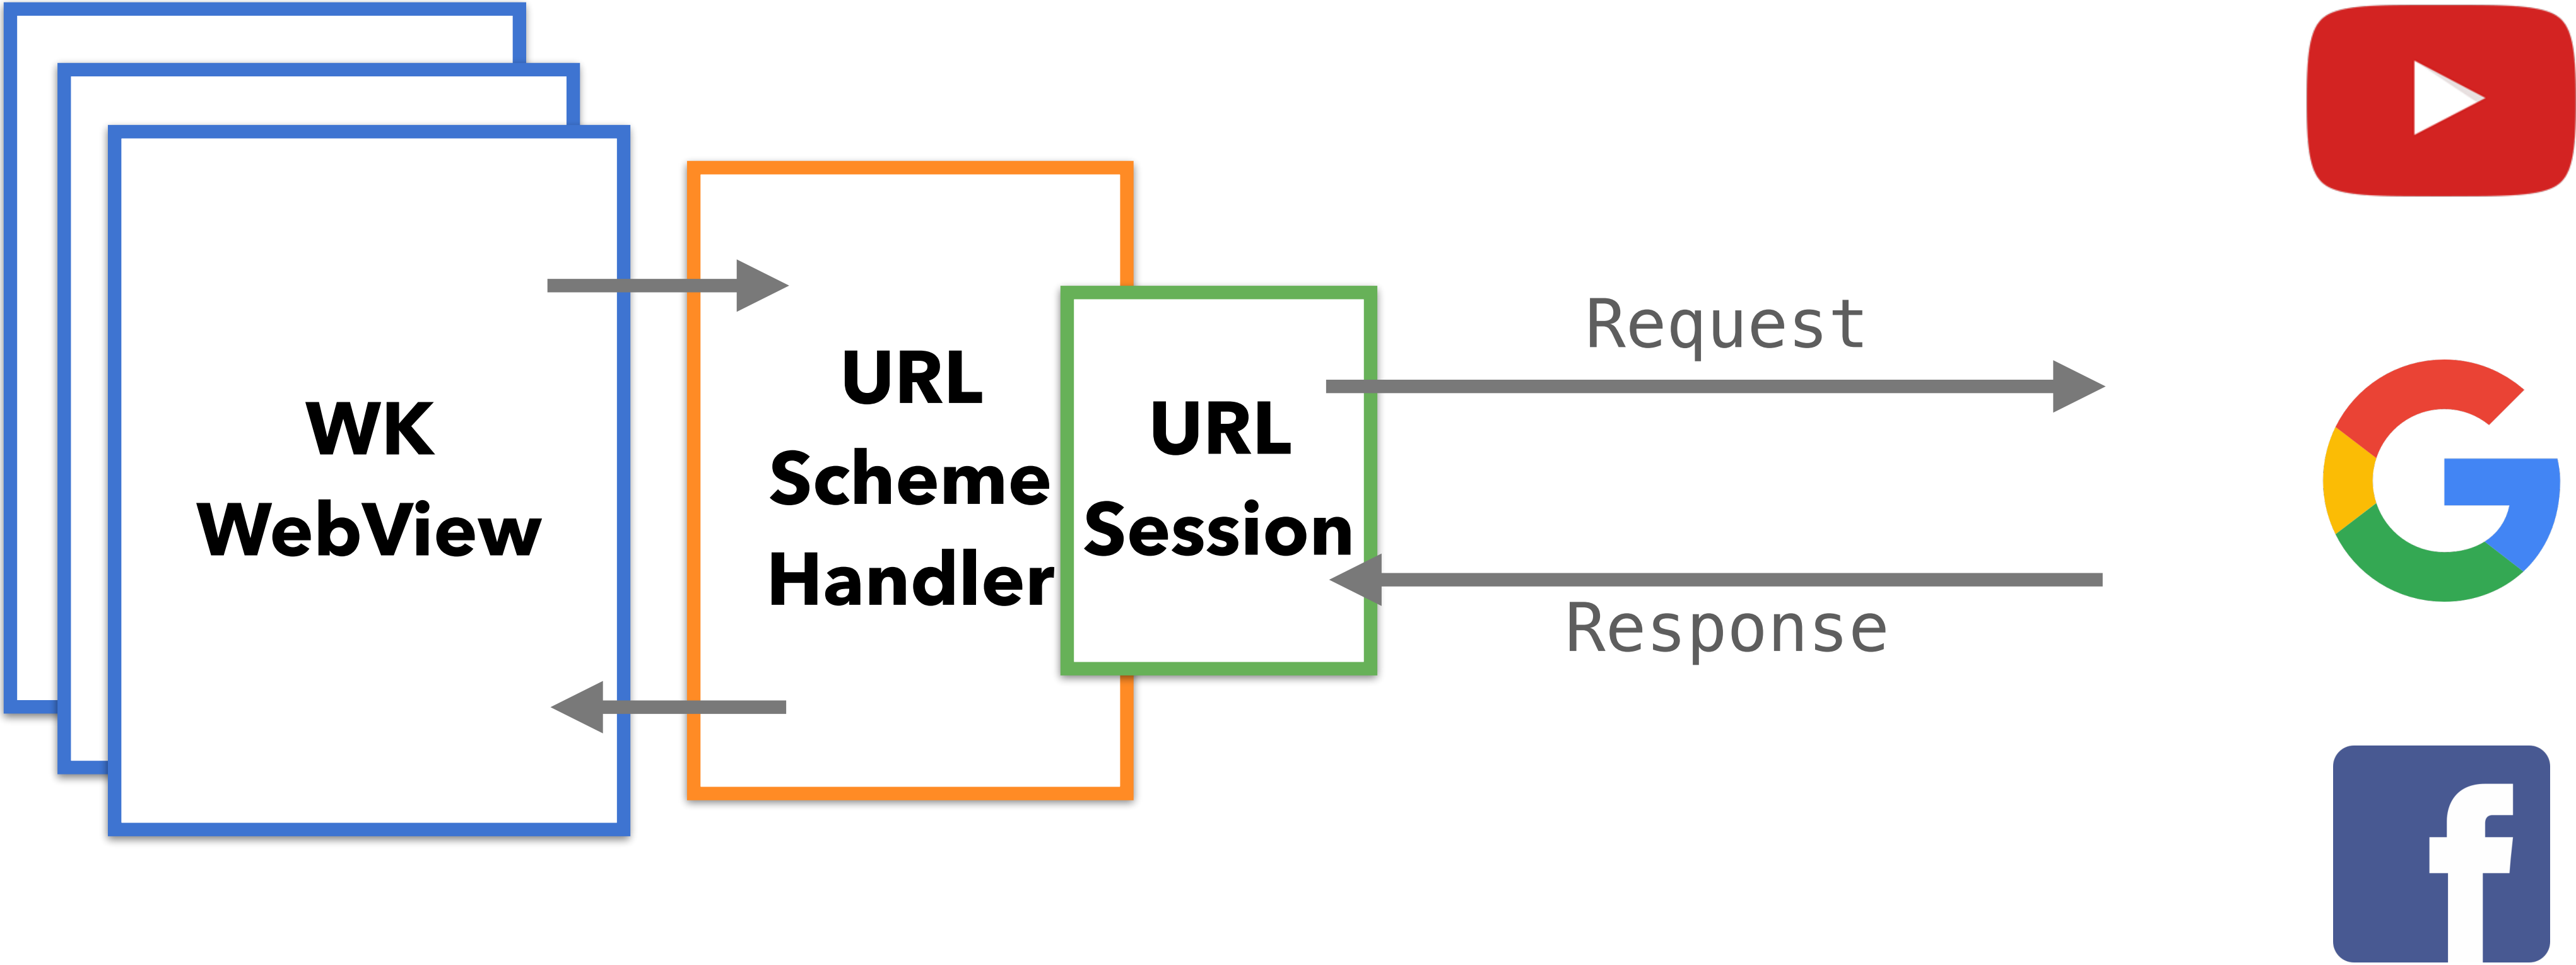 WK
WebView
URL
Scheme
Handler
URL
Session
Request
Response